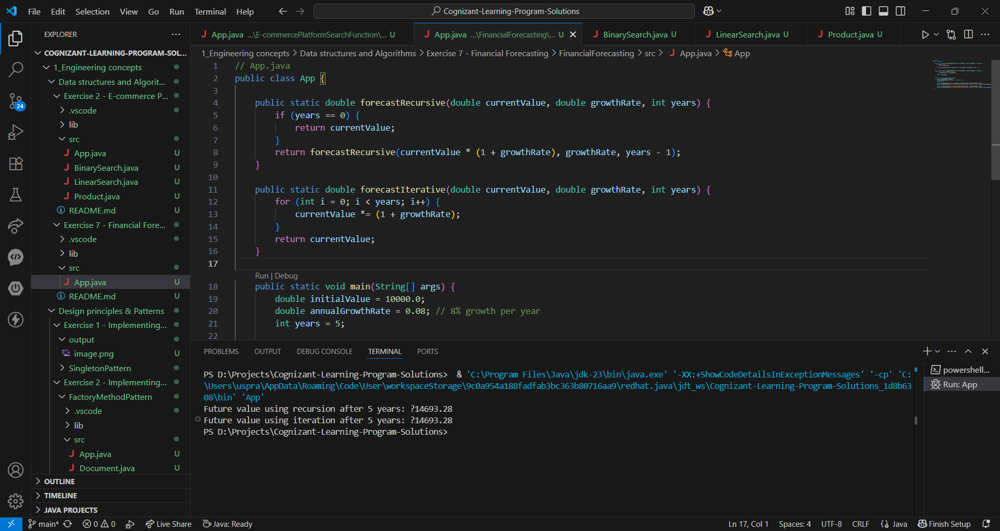 File Edit Selection View Go Run Terminal Help
Cognizant-Learning-Program-Solutions
EXPLORER
COGNIZANT-LEARNING-PROGRAM-SOL...
1_Engineering concepts
Data structures and Algorit...
Exercise 2 - E-commerce P...
.vscode
lib
src
App.java U
BinarySearch.java U
LinearSearch.java U
Product.java U
README.md U
Exercise 7 - Financial Fore...
.vscode
lib
src
App.java U
README.md U
Design principles & Patterns
Exercise 1 - Implementing...
output
image.png U
SingletonPattern
Exercise 2 - Implementing...
FactoryMethodPattern
.vscode
lib
src
App.java U
Document.java U
OUTLINE
TIMELINE
JAVA PROJECTS
24
App.java ...\E-commercePlatformSearchFunction\... U
App.java ...\FinancialForecasting\... U
BinarySearch.java U
LinearSearch.java U
Product.java U
1_Engineering concepts > Data structures and Algorithms > Exercise 7 - Financial Forecasting > FinancialForecasting > src > App.java > App
1 // App.java
2 public class App {
3
4 public static double forecastRecursive(double currentValue, double growthRate, int years) {
5 if (years == 0) {
6 return currentValue;
7 }
8 return forecastRecursive(currentValue * (1 + growthRate), growthRate, years - 1);
9 }
10
11 public static double forecastIterative(double currentValue, double growthRate, int years) {
12 for (int i = 0; i < years; i++) {
13 currentValue *= (1 + growthRate);
14 }
15 return currentValue;
16 }
17
Run | Debug
18 public static void main(String[] args) {
19 double initialValue = 10000.0;
20 double annualGrowthRate = 0.08; // 8% growth per year
21 int years = 5;
22
PROBLEMS OUTPUT DEBUG CONSOLE TERMINAL PORTS
PS D:\Projects\Cognizant-Learning-Program-Solutions>  & 'C:\Program Files\Java\jdk-23\bin\java.exe' '-XX:+ShowCodeDetailsInExceptionMessages' '-cp' 'C:
\Users\uspra\AppData\Roaming\Code\User\workspaceStorage\9c0a954a188fadfab3bc363b80716aa9\redhat.java\jdt_ws\Cognizant-Learning-Program-Solutions_1d8b63
08\bin' 'App'
Future value using recursion after 5 years: ?14693.28
Future value using iteration after 5 years: ?14693.28
PS D:\Projects\Cognizant-Learning-Program-Solutions>
powershell...
Run: App
main* 0 0 Live Share Java: Ready
Ln 17, Col 1 Spaces: 4 UTF-8 CRLF Java Finish Setup